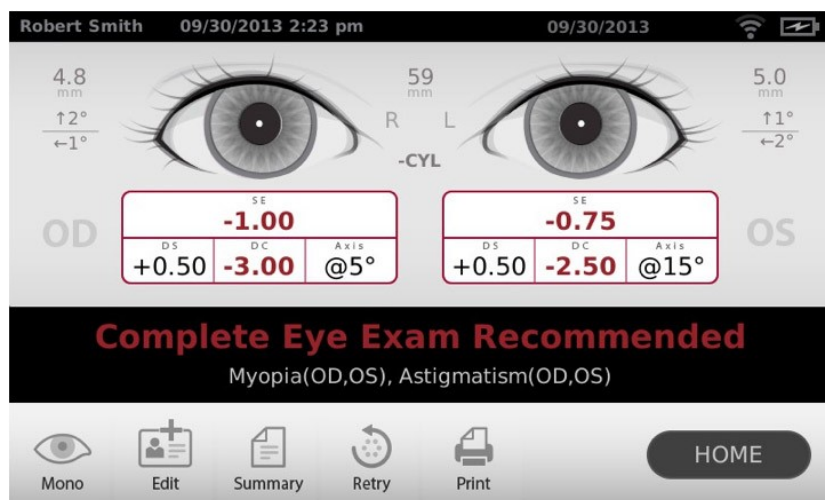 Robert Smith 09/30/2013 2:23 pm 09/30/2013
4.8 59 5.0
mm mm mm
↑2° R L ↑1°
←1° -CYL ←2°
OD SE SE OS
-1.00 -0.75
DS DC Axis DS DC Axis
+0.50 -3.00 @5° +0.50 -2.50 @15°
Complete Eye Exam Recommended
Myopia(OD,OS), Astigmatism(OD,OS)
Mono Edit Summary Retry Print HOME